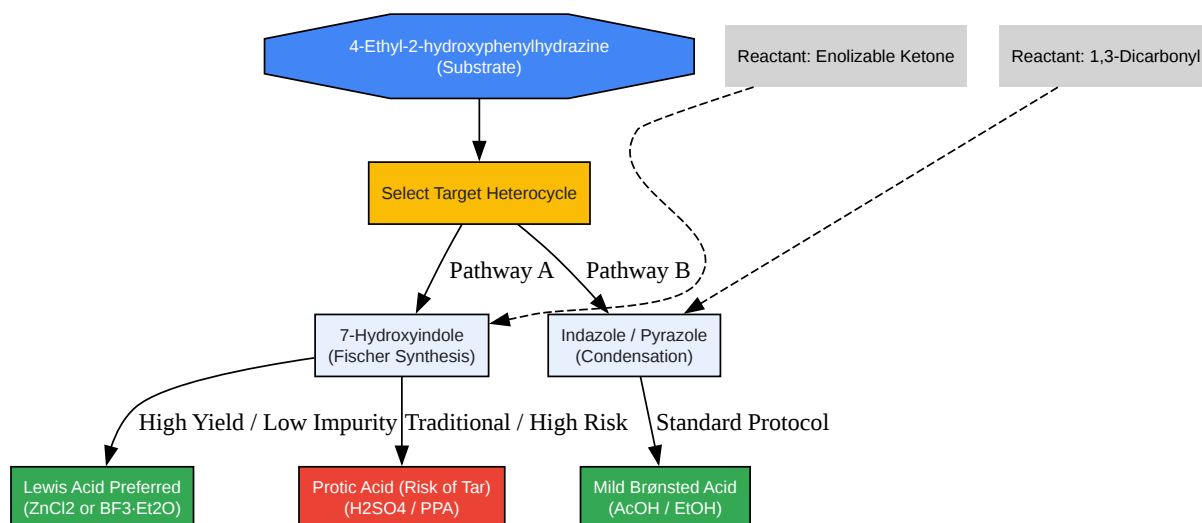 4-Ethyl-2-hydroxyphenylhydrazine
(Substrate)
Reactant: Enolizable Ketone
Reactant: 1,3-Dicarbonyl
Select Target Heterocycle
Pathway A
Pathway B
7-Hydroxyindole
(Fischer Synthesis)
Indazole / Pyrazole
(Condensation)
High Yield / Low Impurity
Traditional / High Risk
Standard Protocol
Lewis Acid Preferred
(ZnCl2 or BF3·Et2O)
Protic Acid (Risk of Tar)
(H2SO4 / PPA)
Mild Brønsted Acid
(AcOH / EtOH)